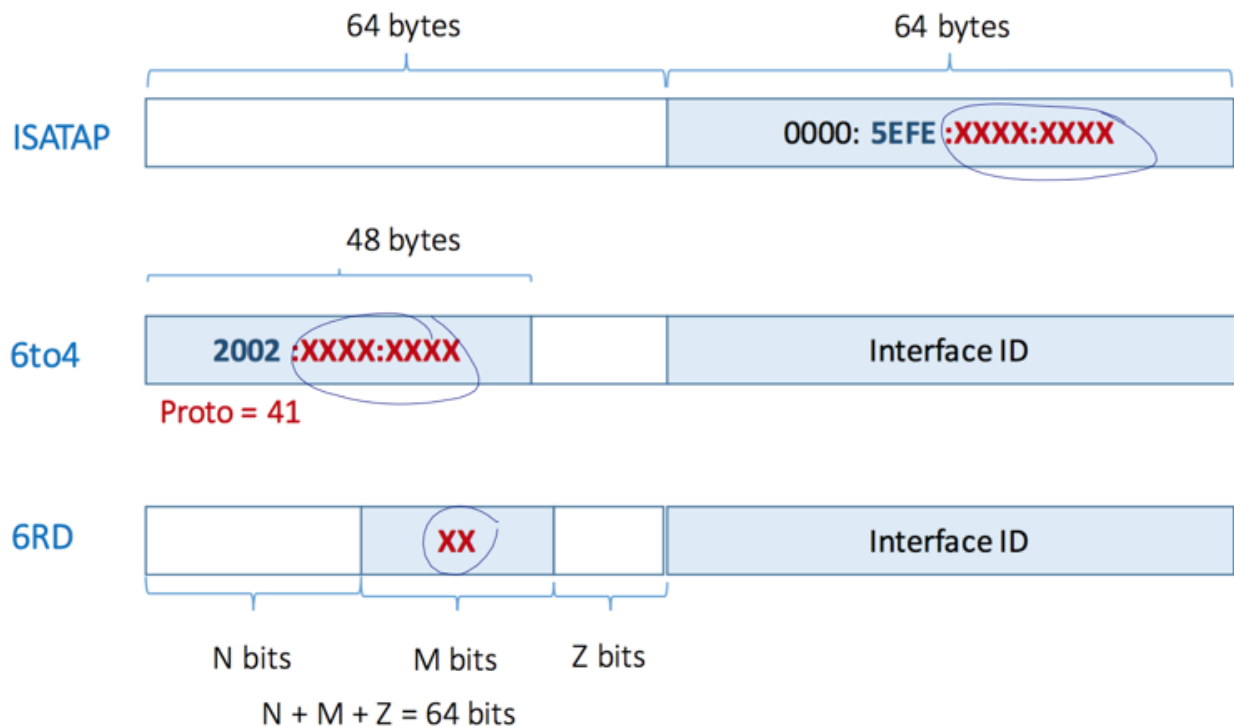 64 bytes 64 bytes
ISATAP 0000: 5EFE :XXXX:XXXX
48 bytes
6to4 2002 :XXXX:XXXX Interface ID
Proto = 41
6RD XX Interface ID
N bits M bits Z bits
N + M + Z = 64 bits